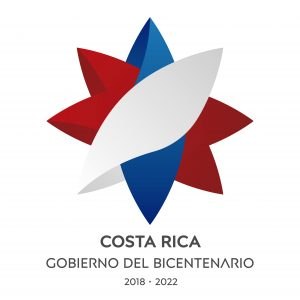 COSTA RICA
GOBIERNO DEL BICENTENARIO
2018 · 2022